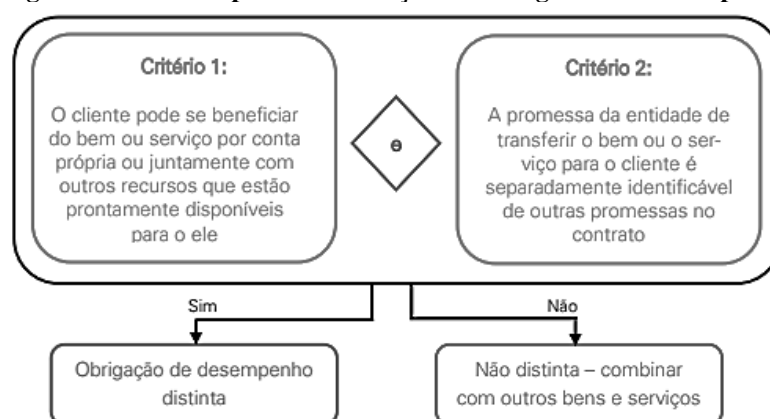 Critério 1:
O cliente pode se beneficiar
do bem ou serviço por conta
própria ou juntamente com
outros recursos que estão
prontamente disponíveis
para o ele
e
Critério 2:
A promessa da entidade de
transferir o bem ou o ser-
viço para o cliente é
separadamente identificável
de outras promessas no
contrato
Sim
Não
Obrigação de desempenho
distinta
Não distinta – combinar
com outros bens e serviços